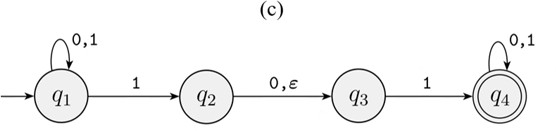 (c)
0,1 0,1
1 0,ε 1
q1 q2 q3 q4